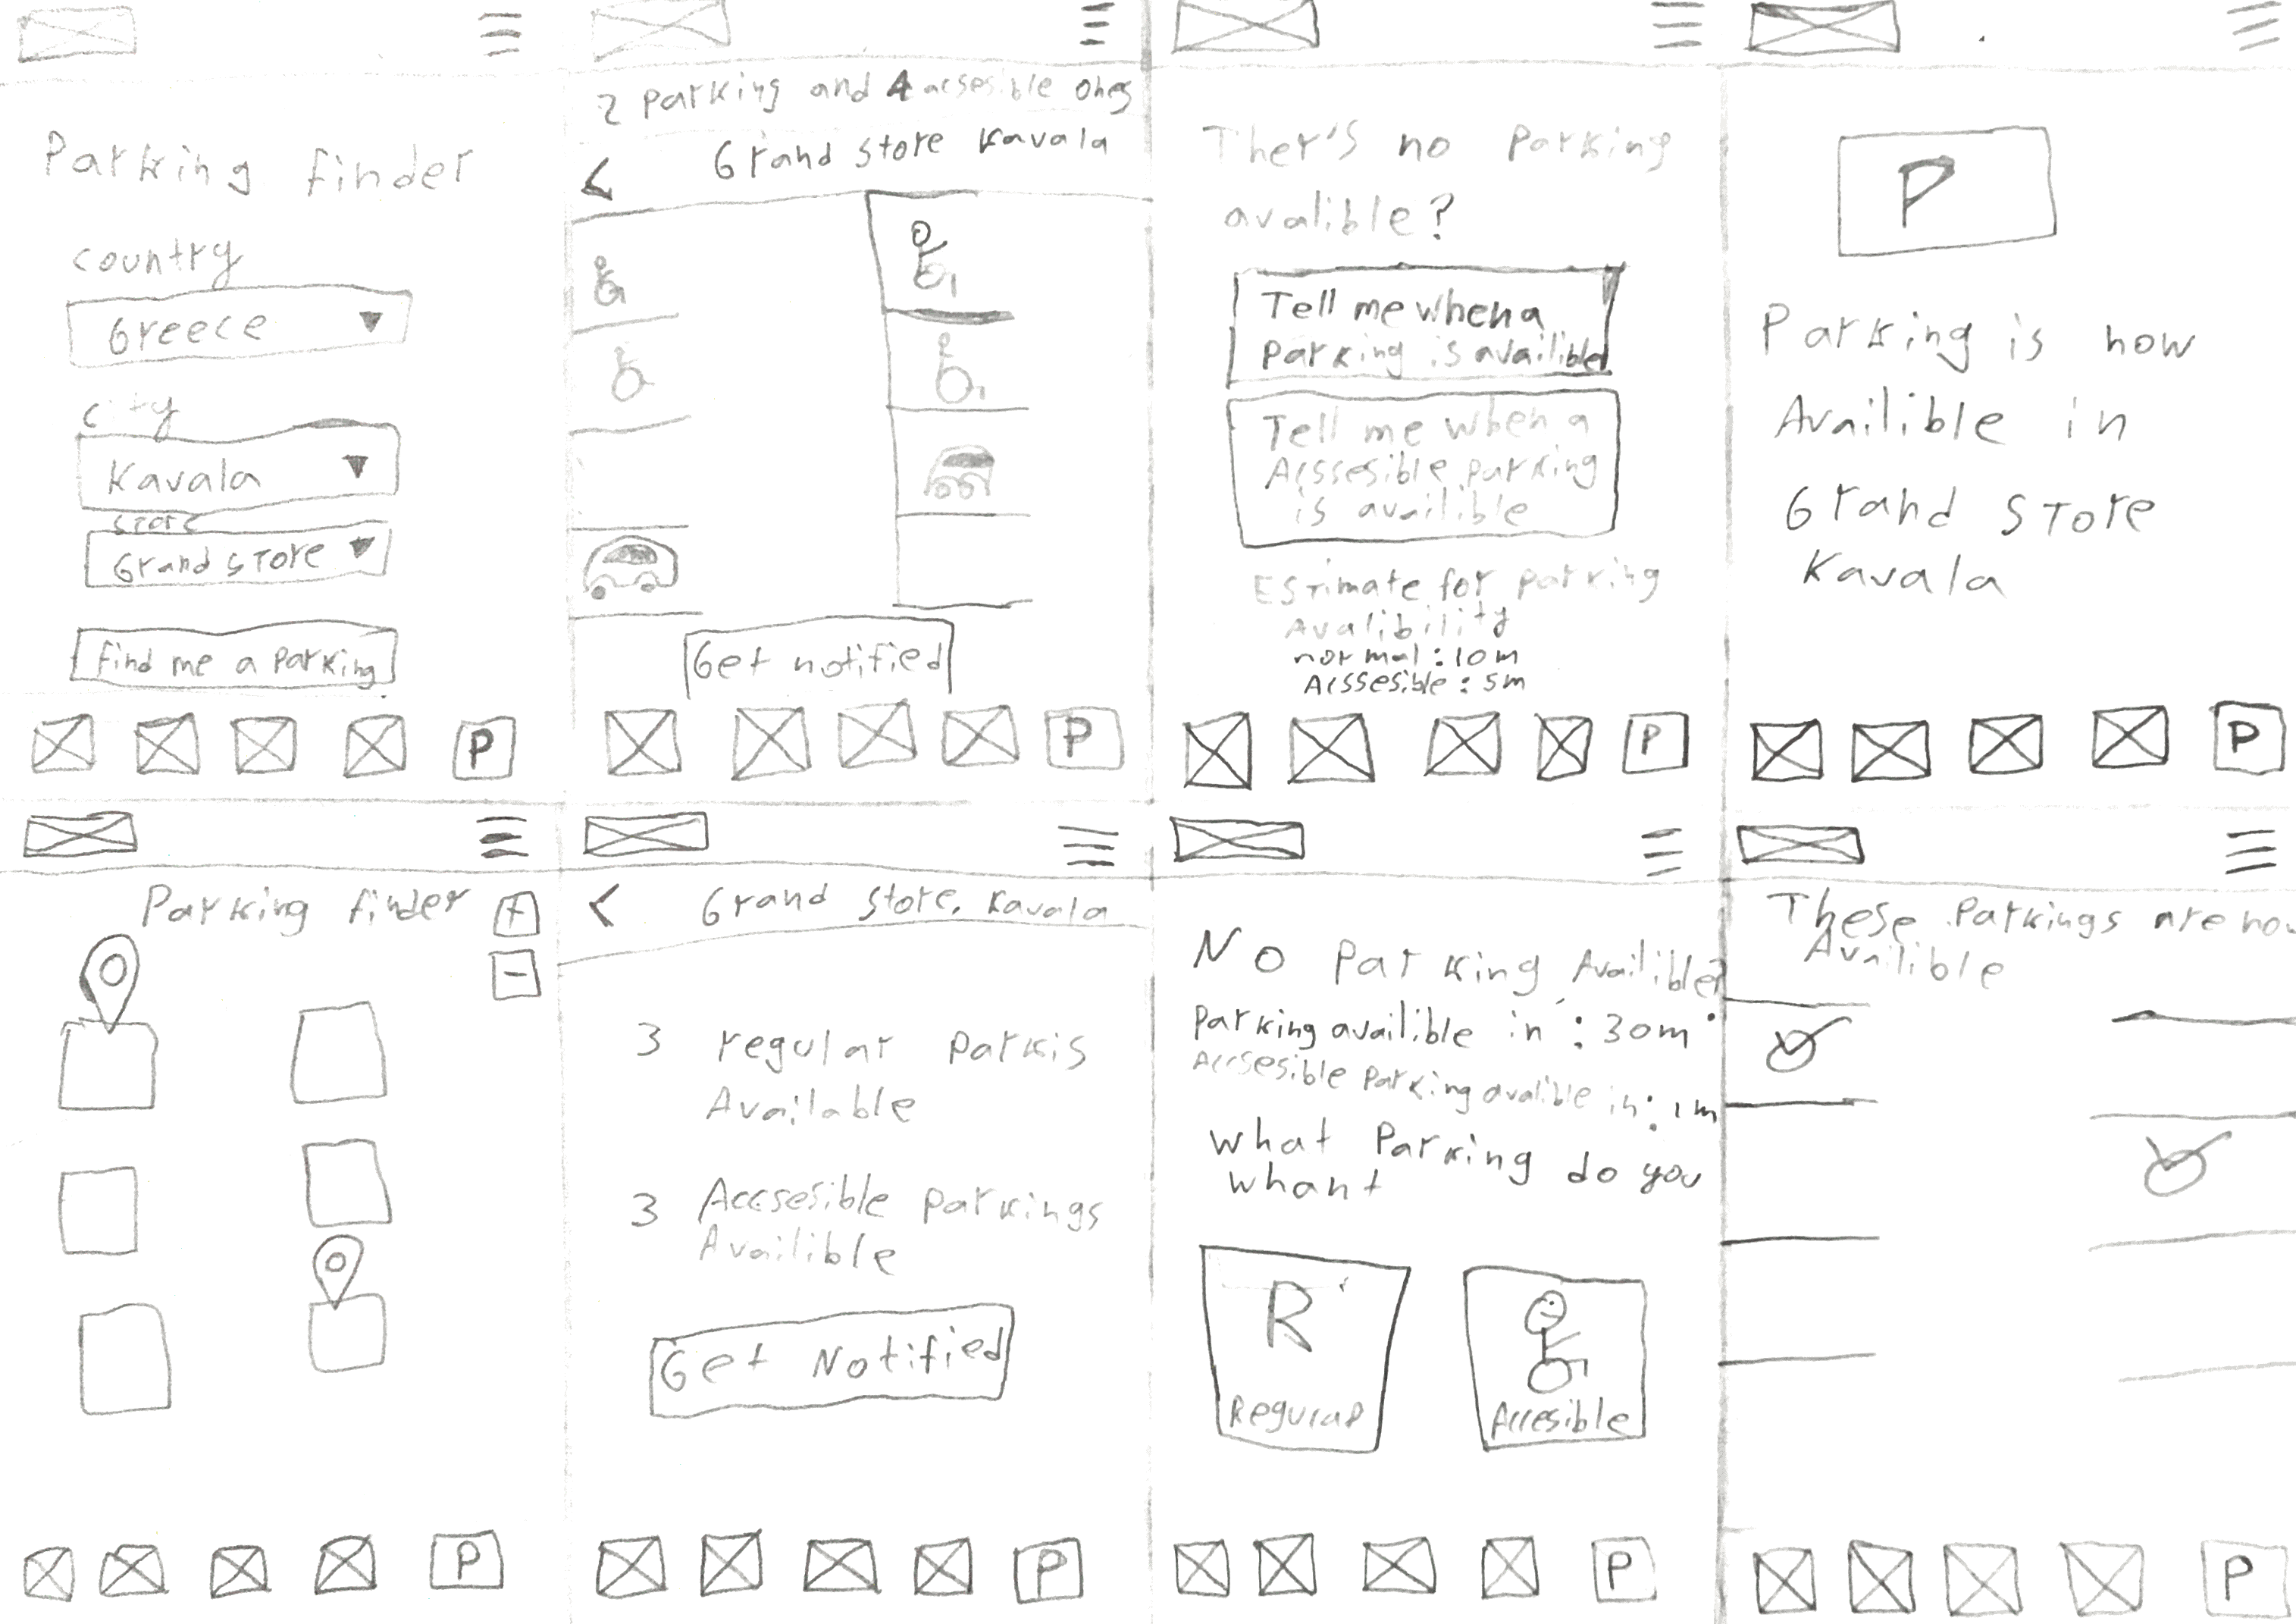 Parking finder
country
Greece
city
Kavala
store
Grand store
find me a parking
P
2 parking and 4 acsesible ones
< Grand store Kavala
Get notified
P
Ther's no parking
avalible?
Tell me when a
parking is availible
Tell me when a
Acssesible parking
is availible
Estimate for parking
Avalibility
normal : 10m
Acssesible : 5m
P
P
Parking is now
Availible in
Grand store
Kavala
P
Parking finder
+
-
P
< Grand store, Kavala
3 regular parkis
Available
3 Accsesible parkings
Availible
Get Notified
P
No parking Availible?
parking availible in : 30m
Accsesible parking avalible in : 1m
what parking do you
whant
R
Regular
Accesible
P
These parkings are now
Availible
P